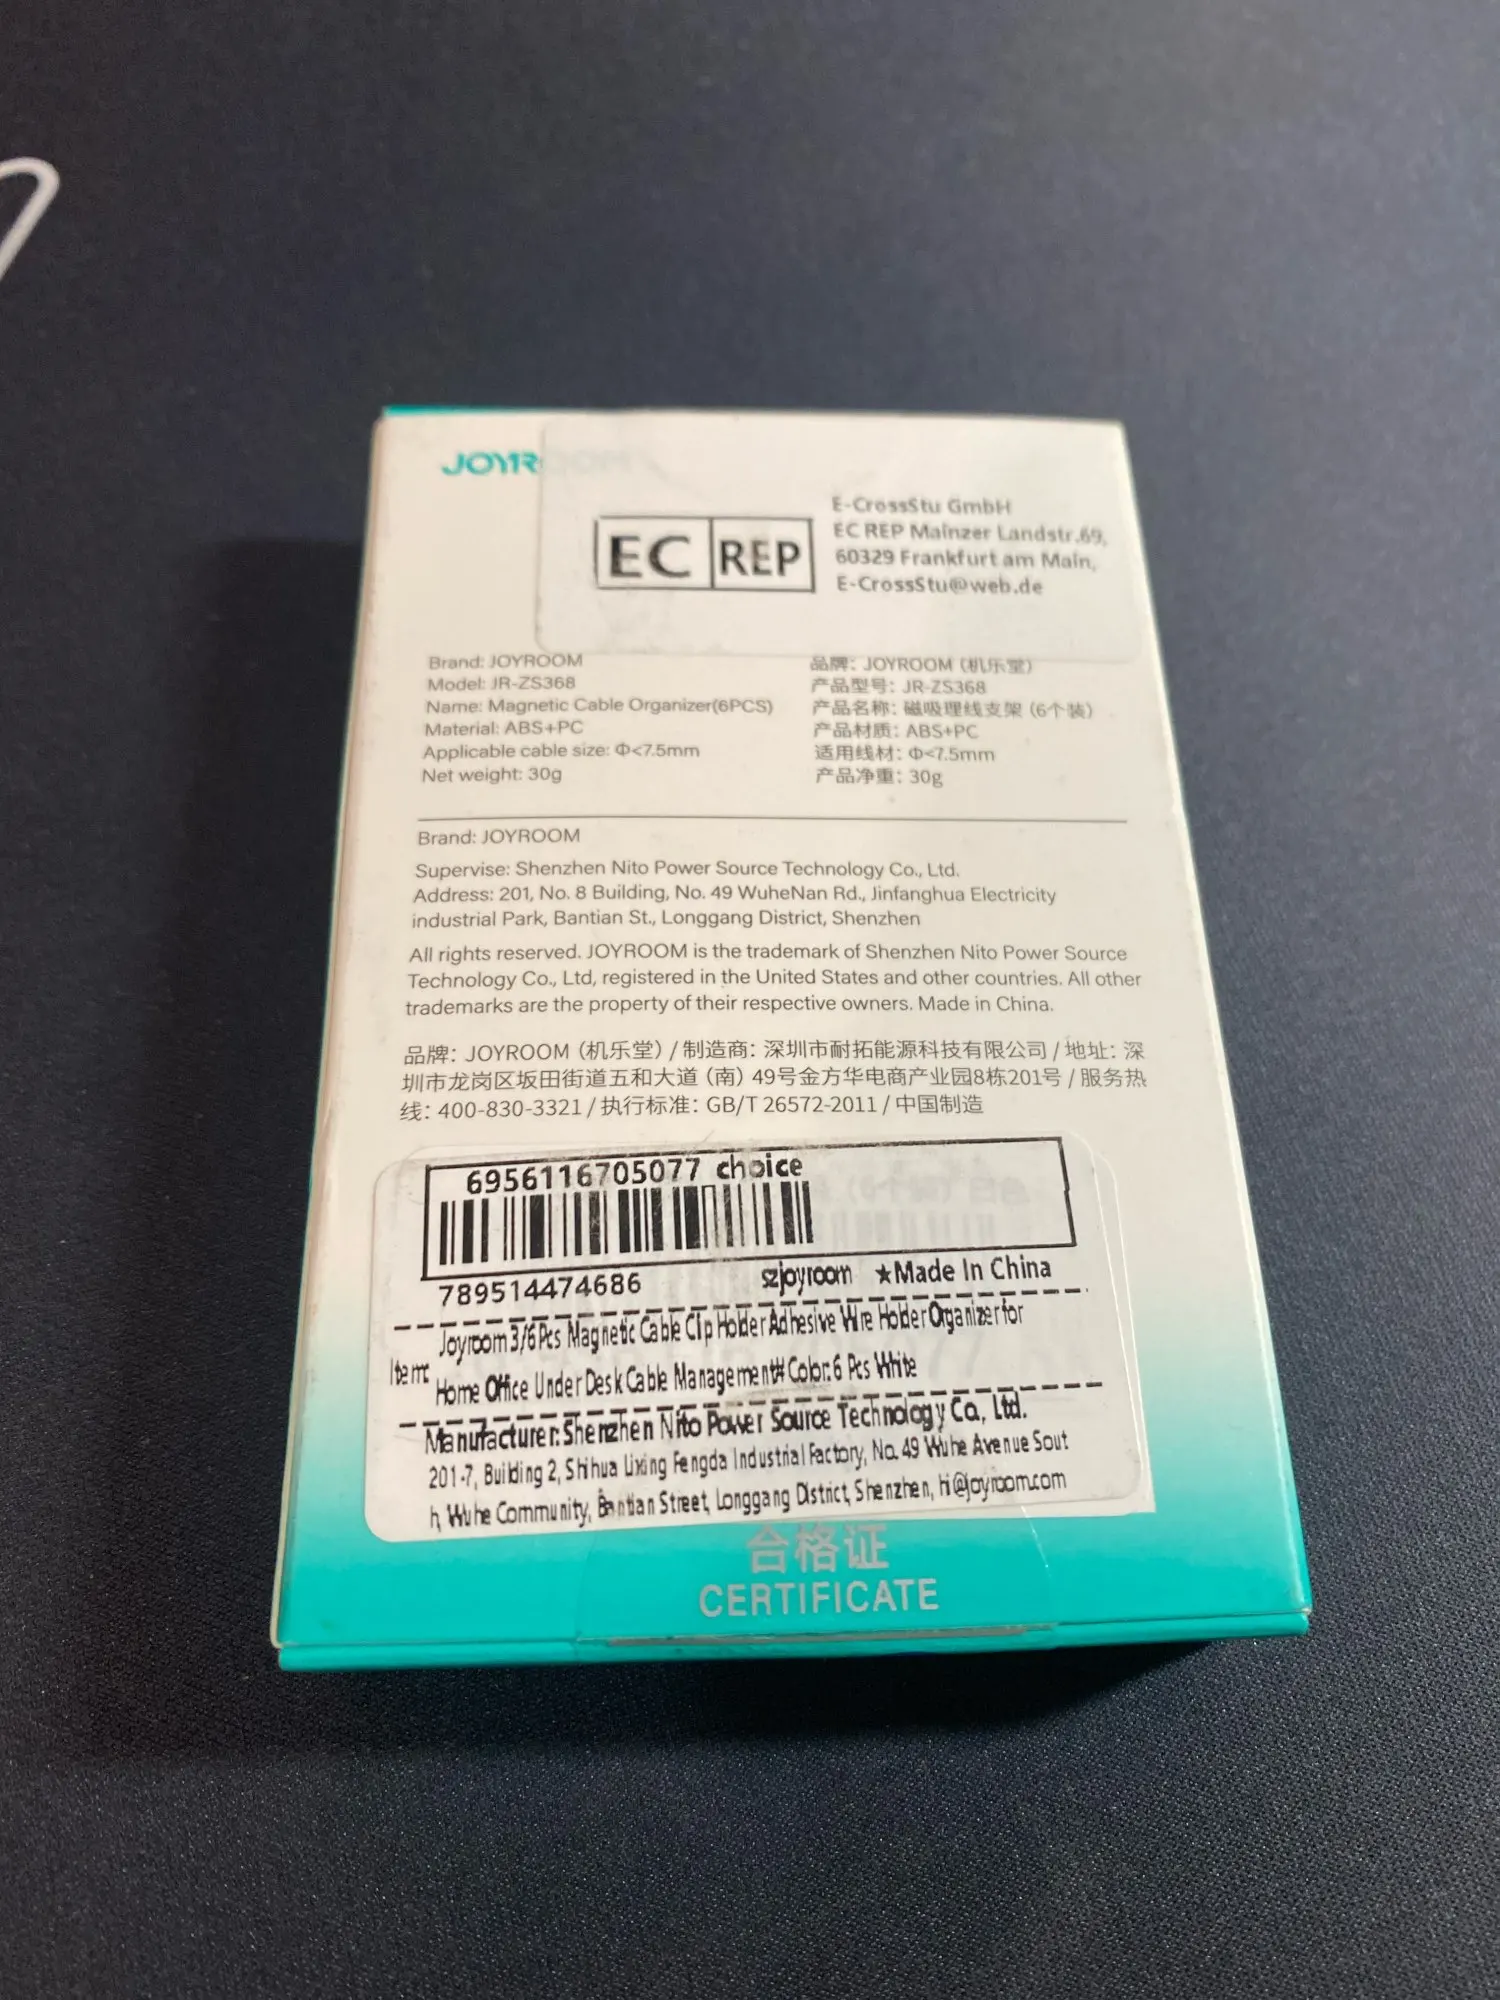 JOYROOM
EC REP
E-CrossStu GmbH
EC REP Mainzer Landstr.69,
60329 Frankfurt am Main,
E-CrossStu@web.de
Brand: JOYROOM
Model: JR-ZS368
Name: Magnetic Cable Organizer(6PCS)
Material: ABS+PC
Applicable cable size: Φ<7.5mm
Net weight: 30g
品牌：JOYROOM（机乐堂）
产品型号：JR-ZS368
产品名称：磁吸理线支架（6个装）
产品材质：ABS+PC
适用线材：Φ<7.5mm
产品净重：30g
Brand: JOYROOM
Supervise: Shenzhen Nito Power Source Technology Co., Ltd.
Address: 201, No. 8 Building, No. 49 WuheNan Rd., Jinfanghua Electricity
industrial Park, Bantian St., Longgang District, Shenzhen
All rights reserved. JOYROOM is the trademark of Shenzhen Nito Power Source
Technology Co., Ltd, registered in the United States and other countries. All other
trademarks are the property of their respective owners. Made in China.
品牌：JOYROOM（机乐堂）/ 制造商：深圳市耐拓能源科技有限公司 / 地址：深
圳市龙岗区坂田街道五和大道（南）49号金方华电商产业园8栋201号 / 服务热
线：400-830-3321 / 执行标准：GB/T 26572-2011 / 中国制造
6956116705077 choice
789514474686 szjoyroom ★Made In China
Item: Joyroom 3/6 Pcs Magnetic Cable Clip Holder Adhesive Wire Holder Organizer for
Home Office Under Desk Cable Management# Color:6 Pcs White
Manufacturer:Shenzhen Nito Power Source Technology Co., Ltd.
201-7, Building 2, Shihua Lixing Fengda Industrial Factory, No. 49 Wuhe Avenue Sout
h, Wuhe Community, Bantian Street, Longgang District, Shenzhen, hi@joyroom.com
合格证
CERTIFICATE